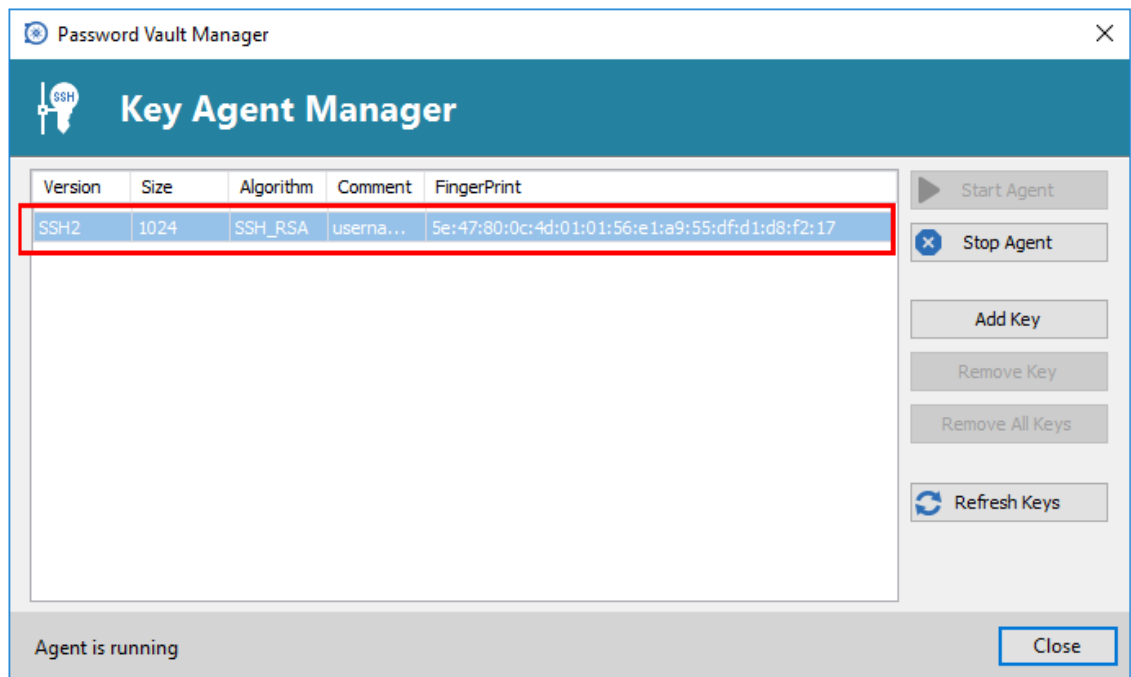 Password Vault Manager
SSH
Key Agent Manager
Version Size Algorithm Comment FingerPrint
SSH2 1024 SSH_RSA userna... 5e:47:80:0c:4d:01:01:56:e1:a9:55:df:d1:d8:f2:17
Start Agent
Stop Agent
Add Key
Remove Key
Remove All Keys
Refresh Keys
Agent is running
Close